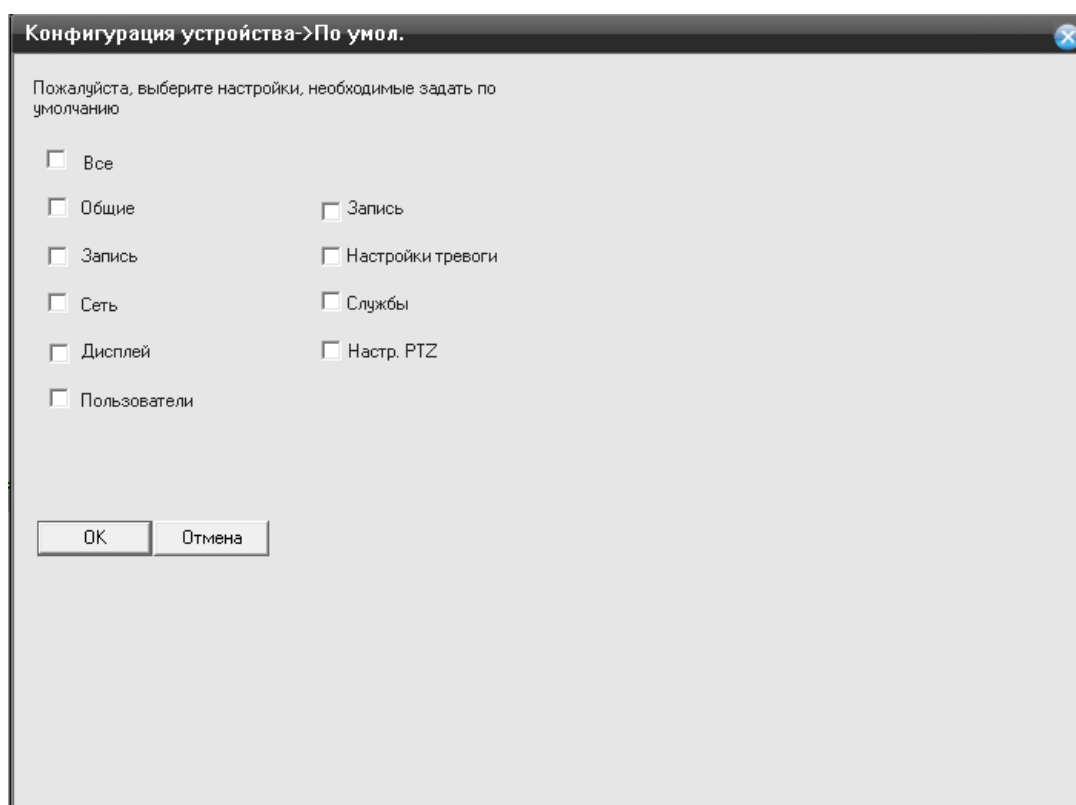 Конфигурация устройства->По умол.
Пожалуйста, выберите настройки, необходимые задать по
умолчанию
Все
Общие
Запись
Запись
Настройки тревоги
Сеть
Службы
Дисплей
Настр. PTZ
Пользователи
OK
Отмена